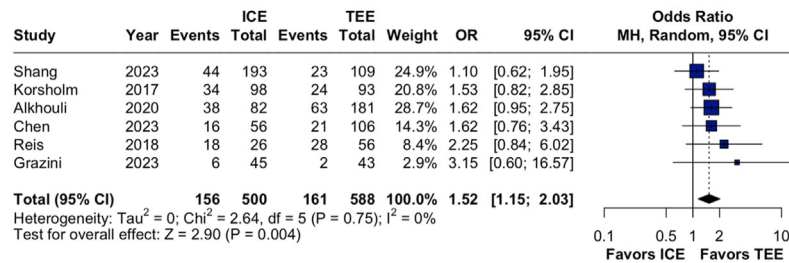 ICE TEE Odds Ratio
Study Year Events Total Events Total Weight OR 95% CI MH, Random, 95% CI
Shang 2023 44 193 23 109 24.9% 1.10 [0.62; 1.95]
Korsholm 2017 34 98 24 93 20.8% 1.53 [0.82; 2.85]
Alkhouli 2020 38 82 63 181 28.7% 1.62 [0.95; 2.75]
Chen 2023 16 56 21 106 14.3% 1.62 [0.76; 3.43]
Reis 2018 18 26 28 56 8.4% 2.25 [0.84; 6.02]
Grazini 2023 6 45 2 43 2.9% 3.15 [0.60; 16.57]
Total (95% CI) 156 500 161 588 100.0% 1.52 [1.15; 2.03]
Heterogeneity: Tau² = 0; Chi² = 2.64, df = 5 (P = 0.75); I² = 0%
Test for overall effect: Z = 2.90 (P = 0.004)
0.1 0.5 1 2 10
Favors ICE Favors TEE